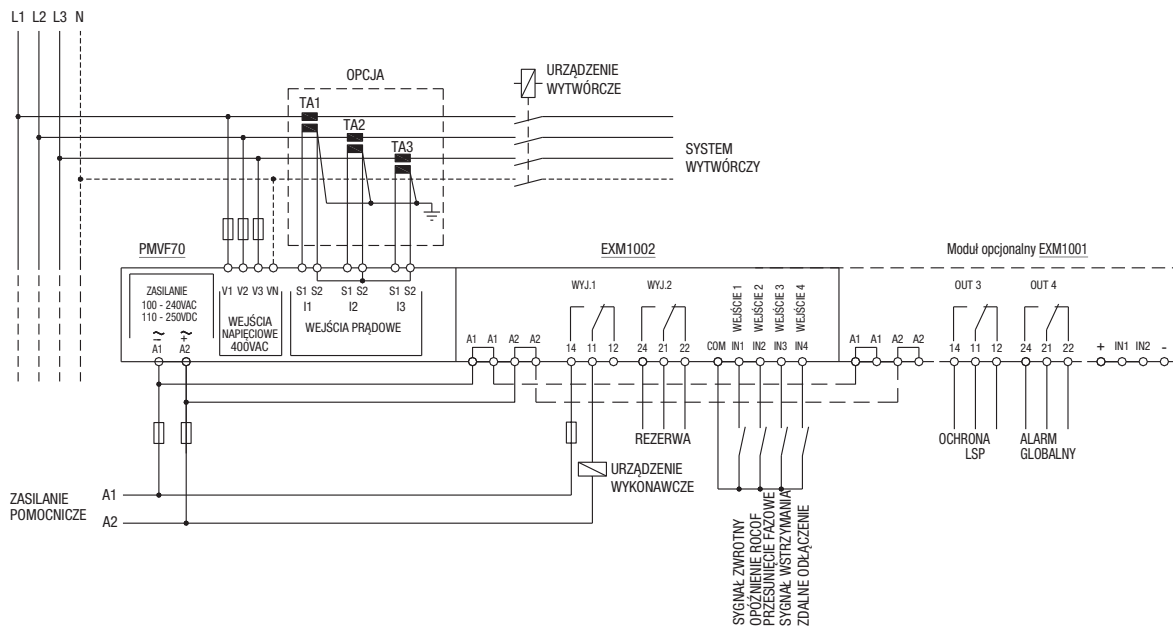 L1 L2 L3 N
OPCJA
URZĄDZENIE
WYTWÓRCZE
TA1
TA2
TA3
SYSTEM
WYTWÓRCZY
PMVF70
EXM1002
Moduł opcjonalny EXM1001
ZASILANIE
100 - 240VAC
110 - 250VDC
~ ~
– +
A1 A2
V1 V2 V3 VN
WEJŚCIA
NAPIĘCIOWE
400VAC
S1 S2 S1 S2 S1 S2
I1 I2 I3
WEJŚCIA PRĄDOWE
A1 A1 A2 A2
WYJ.1
14 11 12
WYJ.2
24 21 22
WEJŚCIE 1
WEJŚCIE 2
WEJŚCIE 3
WEJŚCIE 4
COM IN1 IN2 IN3 IN4
A1 A1 A2 A2
OUT 3
14 11 12
OUT 4
24 21 22
+ IN1 IN2 -
REZERWA
OCHRONA
LSP
ALARM
GLOBALNY
URZĄDZENIE
WYKONAWCZE
ZASILANIE
POMOCNICZE
A1
A2
SYGNAŁ ZWROTNY
OPÓŹNIENIE ROCOF
PRZESUNIĘCIE FAZOWE
SYGNAŁ WSTRZYMANIA
ZDALNE ODŁĄCZENIE